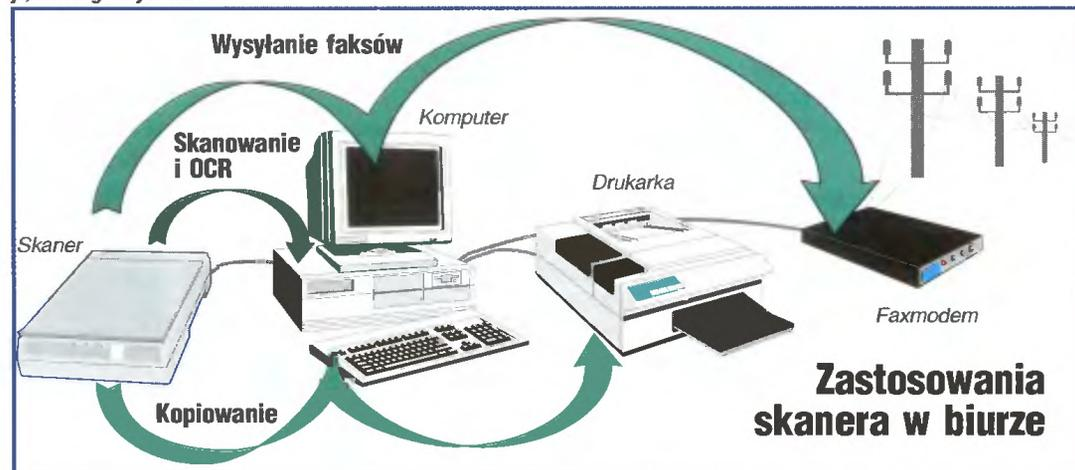 Wysyłanie faksów
Komputer
Skanowanie
i OCR
Drukarka
Skaner
Faxmodem
Kopiowanie
Zastosowania
skanera w biurze